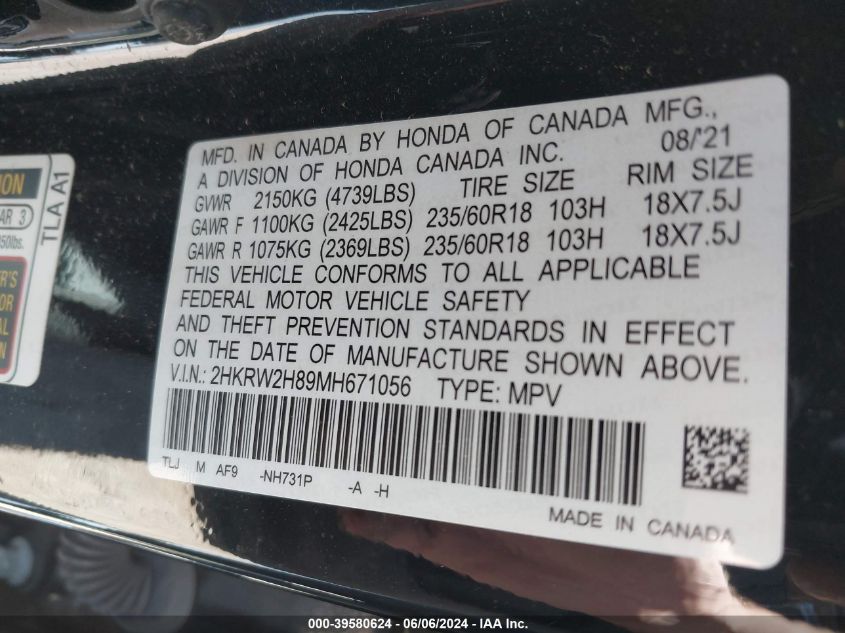 MFD. IN CANADA BY HONDA OF CANADA MFG.,
A DIVISION OF HONDA CANADA INC. 08/'21
GVWR 2150KG (4739LBS) TIRE SIZE RIM SIZE
GAWR F 1100KG (2425LBS) 235/60R18 103H 18X7.5J
GAWR R 1075KG (2369LBS) 235/60R18 103H 18X7.5J
THIS VEHICLE CONFORMS TO ALL APPLICABLE
FEDERAL MOTOR VEHICLE SAFETY
AND THEFT PREVENTION STANDARDS IN EFFECT
ON THE DATE OF MANUFACTURE SHOWN ABOVE.
V.I.N.: 2HKRW2H89MH671056 TYPE: MPV
TLJ M AF9 -NH731P -A -H
MADE IN CANADA
TLA A1
000-39580624 - 06/06/2024 - IAAI Inc.